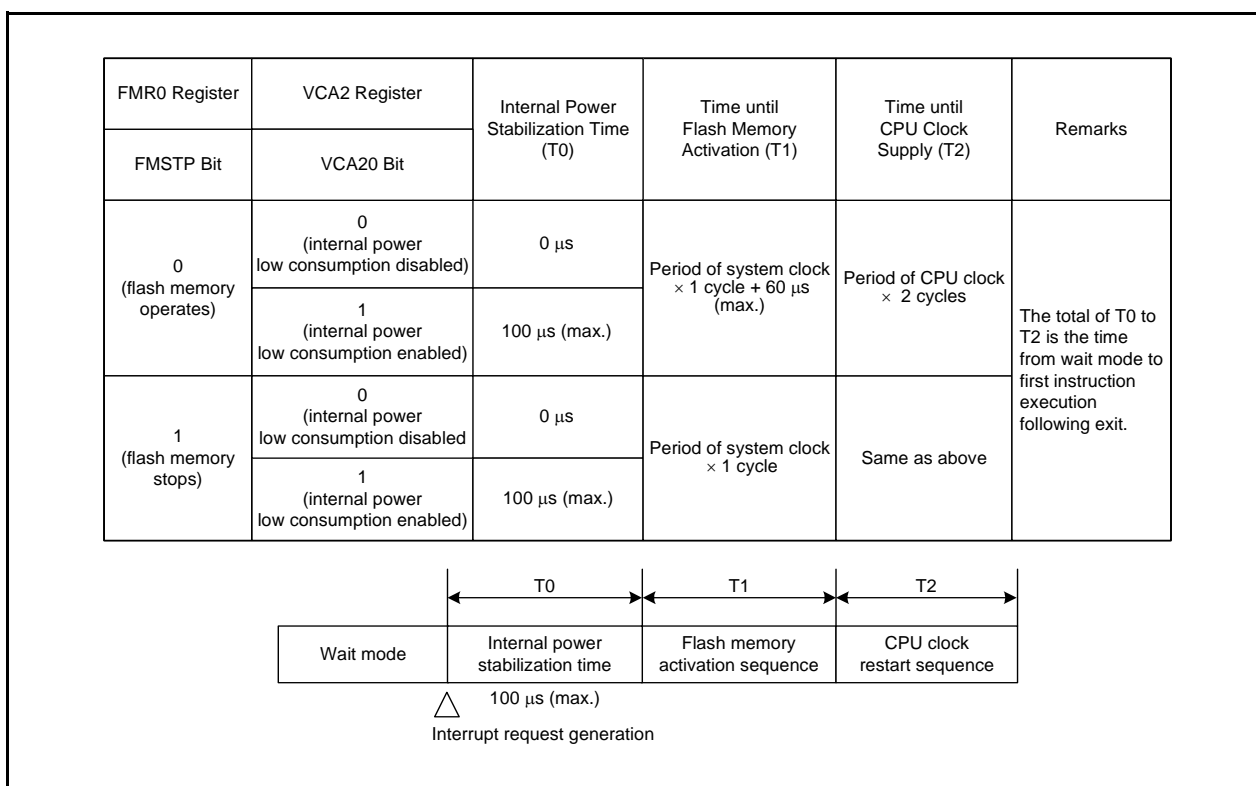 FMR0 Register
VCA2 Register
Internal Power
Stabilization Time
(T0)
Time until
Flash Memory
Activation (T1)
Time until
CPU Clock
Supply (T2)
Remarks
FMSTP Bit
VCA20 Bit
0
(flash memory
operates)
0
(internal power
low consumption disabled)
0 μs
Period of system clock
× 1 cycle + 60 μs
(max.)
Period of CPU clock
× 2 cycles
The total of T0 to
T2 is the time
from wait mode to
first instruction
execution
following exit.
1
(internal power
low consumption enabled)
100 μs (max.)
1
(flash memory
stops)
0
(internal power
low consumption disabled
0 μs
Period of system clock
× 1 cycle
Same as above
1
(internal power
low consumption enabled)
100 μs (max.)
T0
T1
T2
Wait mode
Internal power
stabilization time
Flash memory
activation sequence
CPU clock
restart sequence
100 μs (max.)
Interrupt request generation